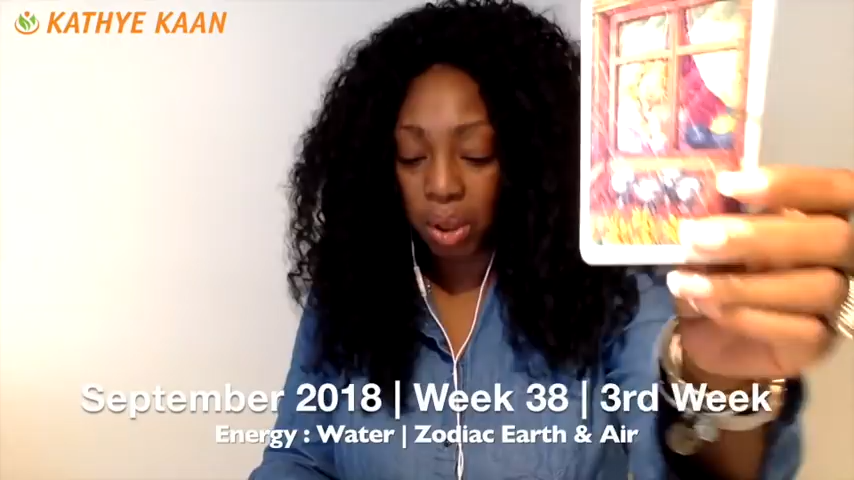 KATHYE KAAN
September 2018 | Week 38 | 3rd Week
Energy : Water | Zodiac Earth & Air